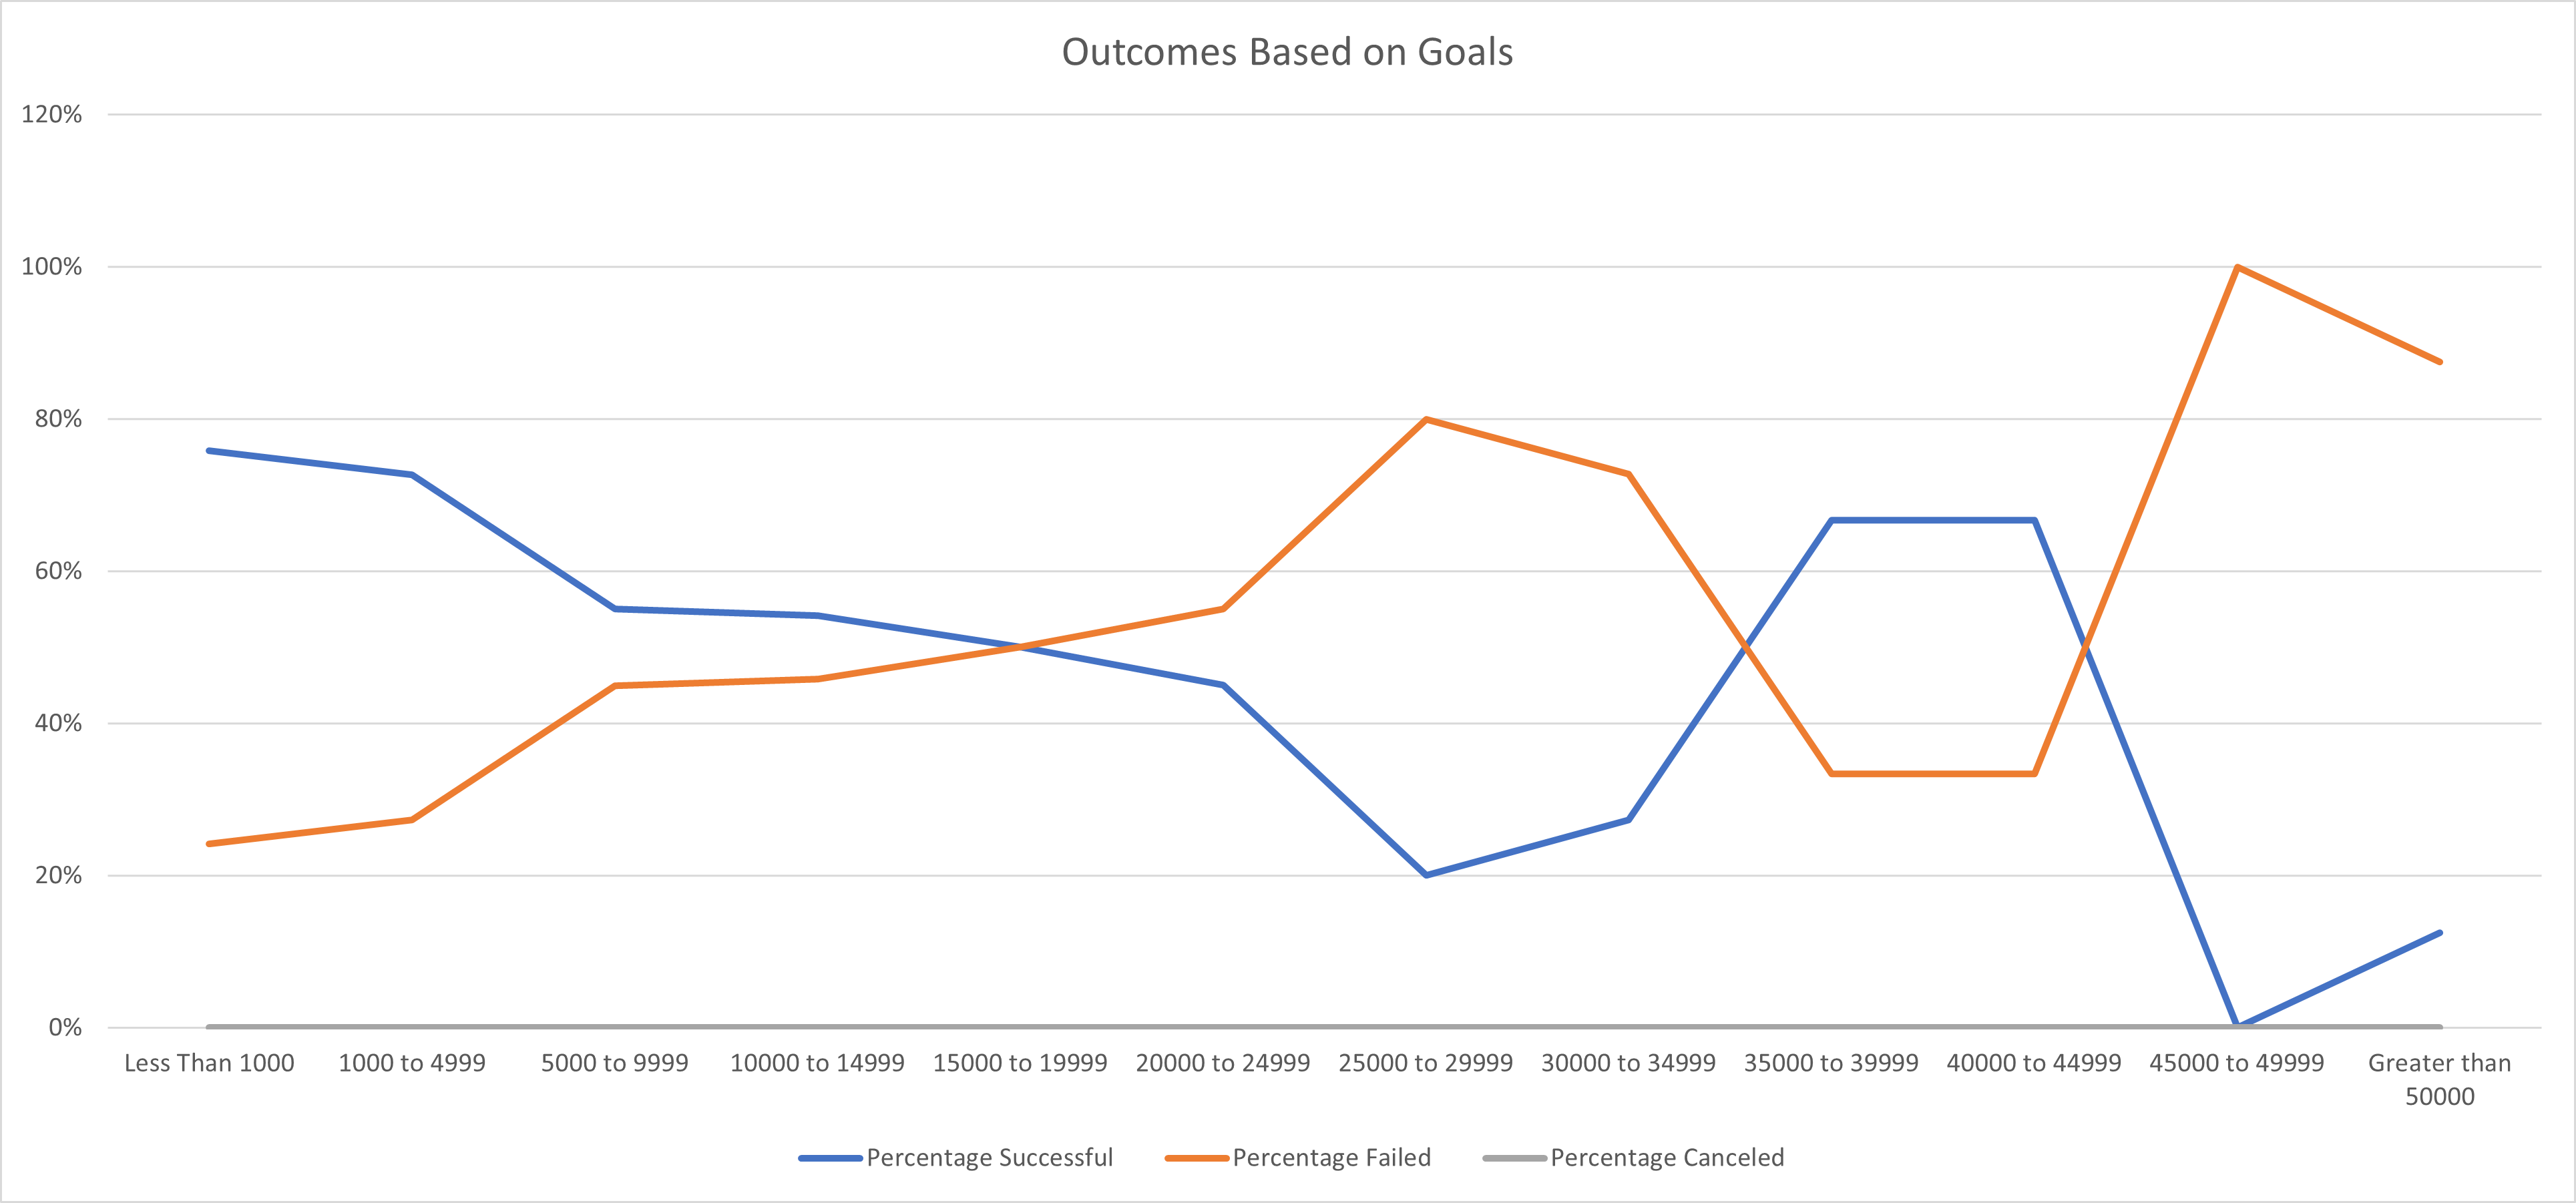 Outcomes Based on Goals
120%
100%
80%
60%
40%
20%
0%
Less Than 1000 1000 to 4999 5000 to 9999 10000 to 14999 15000 to 19999 20000 to 24999 25000 to 29999 30000 to 34999 35000 to 39999 40000 to 44999 45000 to 49999 Greater than
50000
Percentage Successful Percentage Failed Percentage Canceled